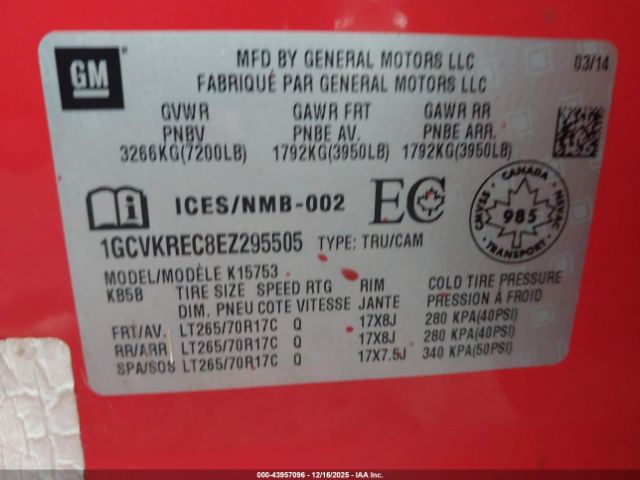 GM
MFD BY GENERAL MOTORS LLC
FABRIQUÉ PAR GENERAL MOTORS LLC
03/14
GVWR GAWR FRT GAWR RR
PNBV PNBE AV. PNBE ARR.
3266KG(7200LB) 1792KG(3950LB) 1792KG(3950LB)
i ICES/NMB-002 EC
CANADA
985
TRANSPORT
1GCVKREC8EZ295505 TYPE: TRU/CAM
MODEL/MODÈLE K15753
KB5B TIRE SIZE SPEED RTG RIM COLD TIRE PRESSURE
DIM. PNEU COTE VITESSE JANTE PRESSION À FROID
FRT/AV. LT265/70R17C Q 17X8J 280 KPA(40PSI)
RR/ARR LT265/70R17C Q 17X8J 280 KPA(40PSI)
SPA/SOS LT265/70R17C Q 17X7.5J 340 KPA(50PSI)
000-43957096 - 12/16/2025 - IAA Inc.